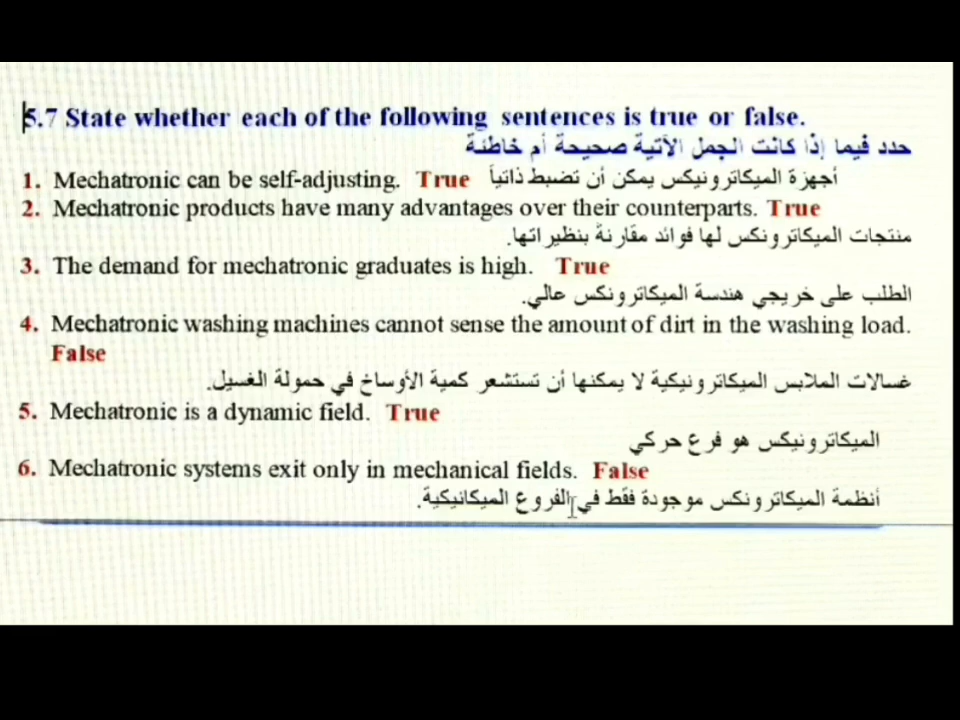 5.7 State whether each of the following sentences is true or false.
حدد فيما إذا كانت الجمل الآتية صحيحة أم خاطئة
1. Mechatronic can be self-adjusting. True أجهزة الميكاترونيكس يمكن أن تضبط ذاتياً
2. Mechatronic products have many advantages over their counterparts. True
منتجات الميكاترونكس لها فوائد مقارنةً بنظيراتها.
3. The demand for mechatronic graduates is high. True
الطلب على خريجي هندسة الميكاترونكس عالي.
4. Mechatronic washing machines cannot sense the amount of dirt in the washing load.
False
غسالات الملابس الميكاترونيكية لا يمكنها أن تستشعر كمية الأوساخ في حمولة الغسيل.
5. Mechatronic is a dynamic field. True
الميكاترونيكس هو فرع حركي
6. Mechatronic systems exit only in mechanical fields. False
أنظمة الميكاترونكس موجودة فقط في الفروع الميكانيكية.